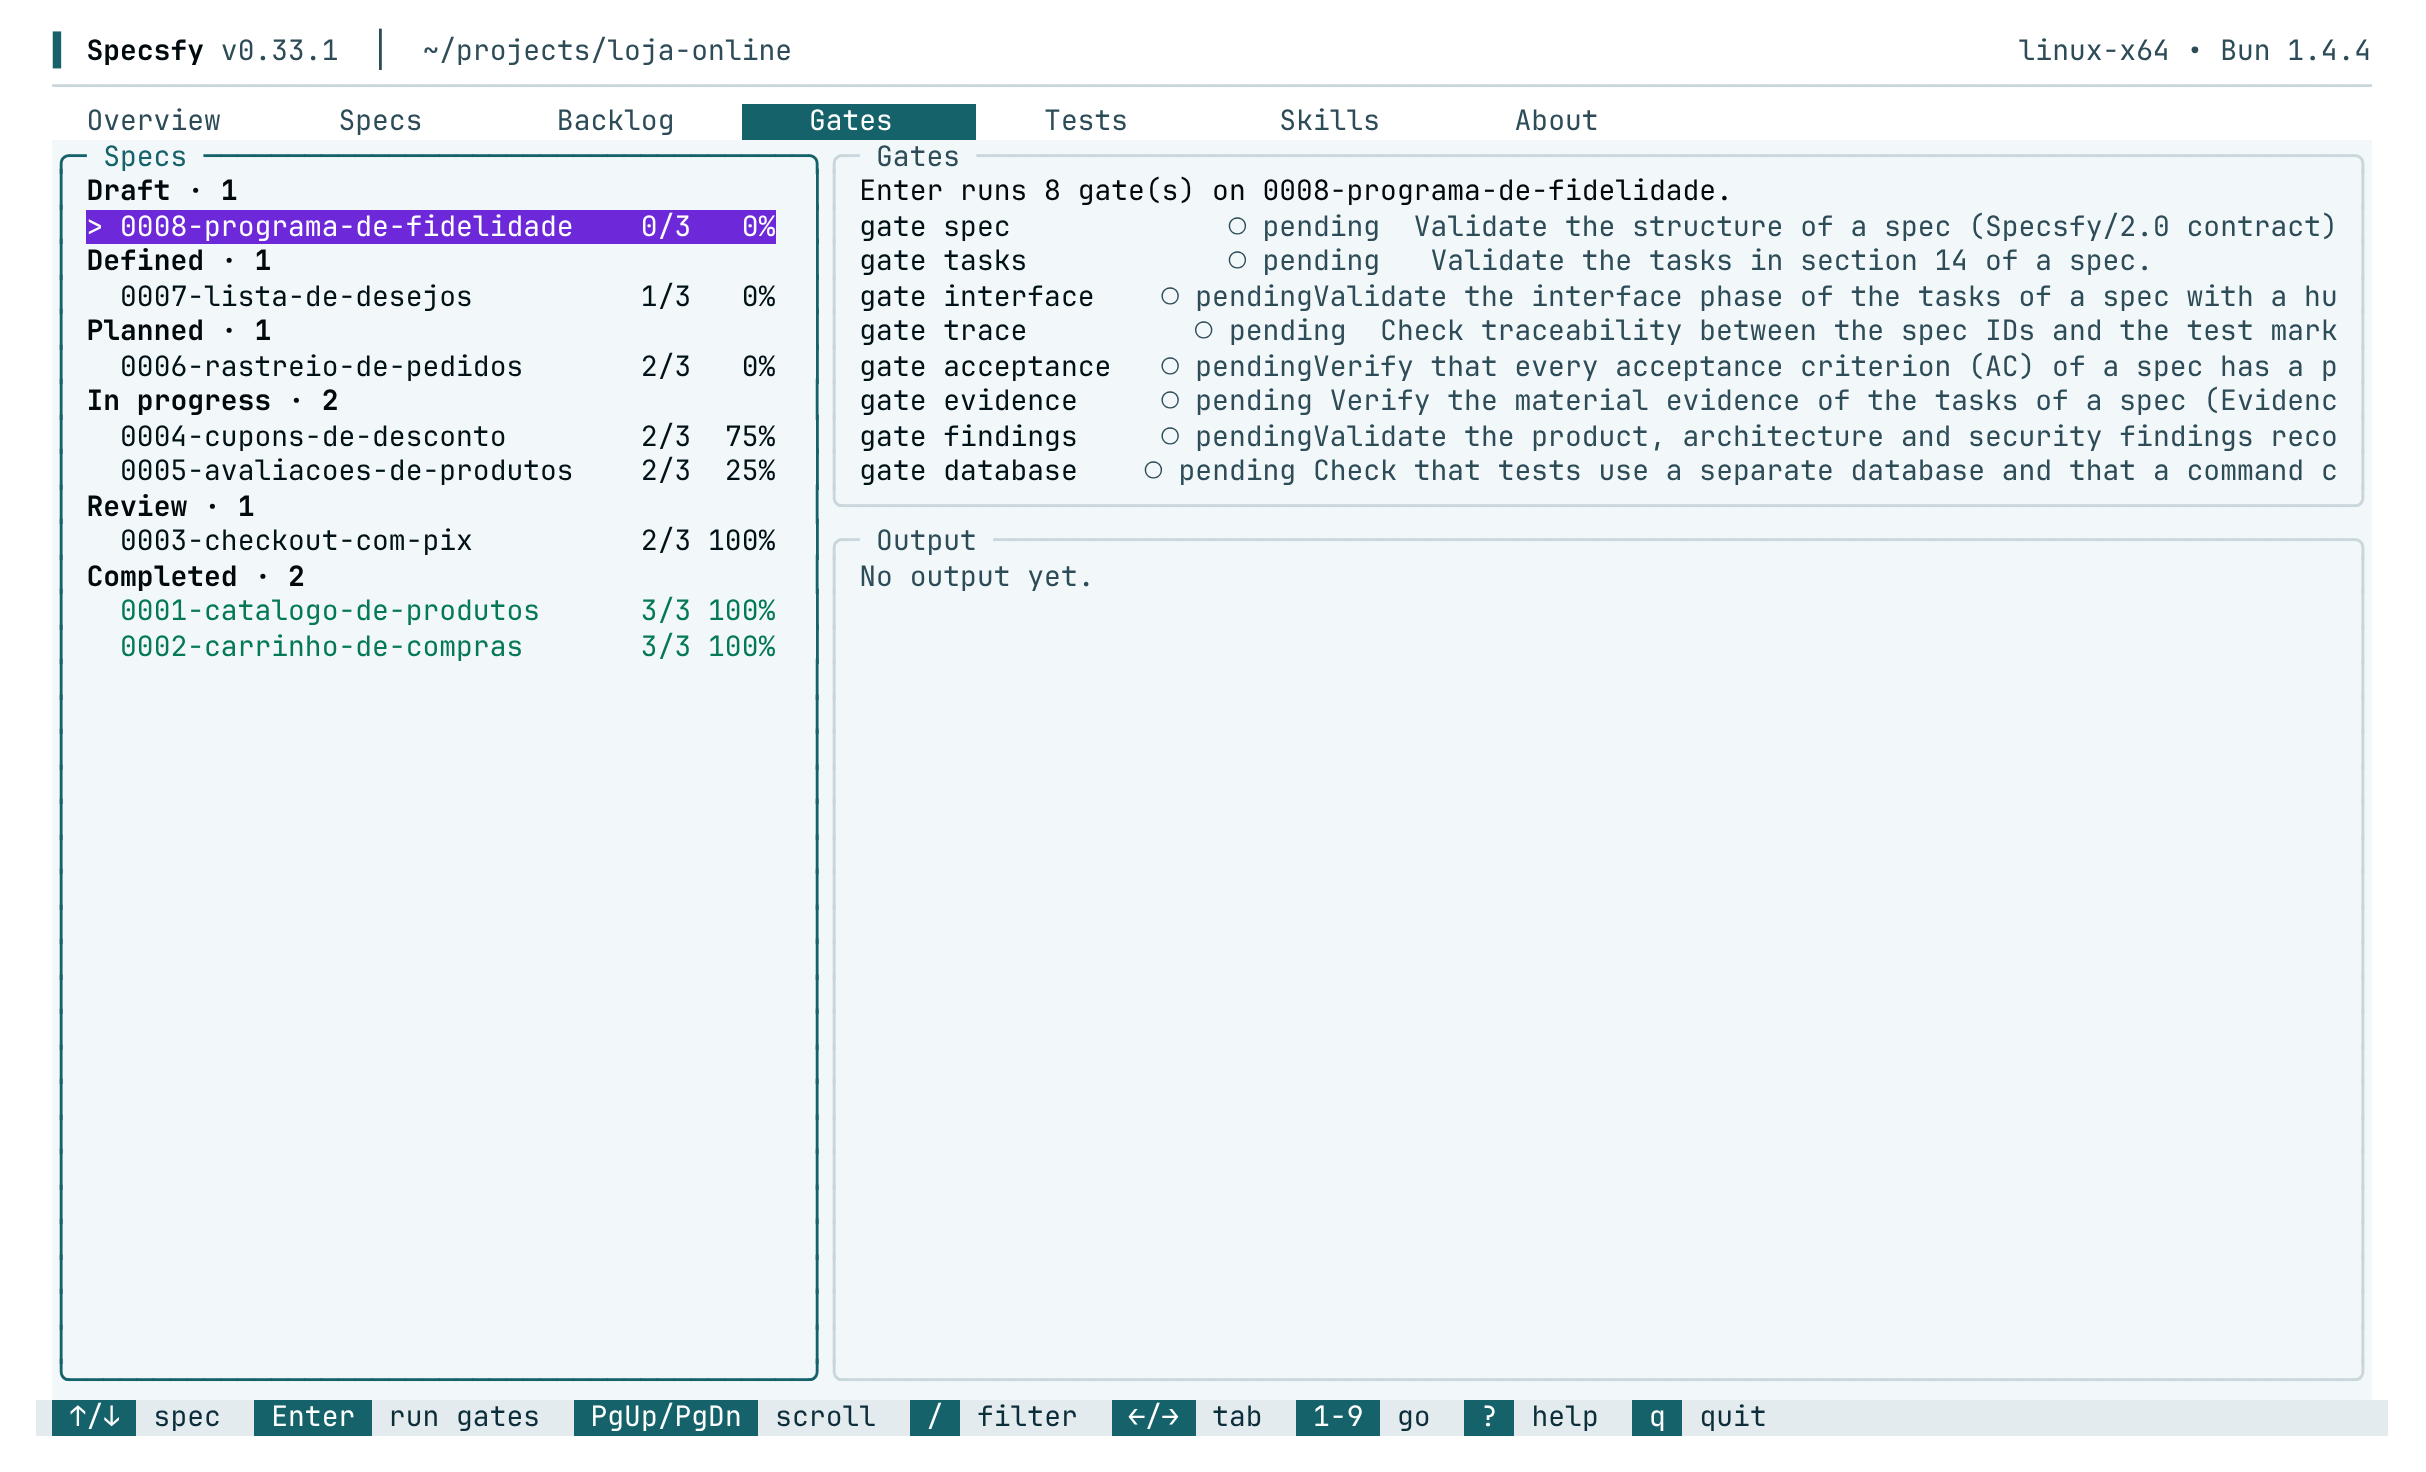 Specsfy v0.33.1 │ ~/projects/loja-online linux-x64 • Bun 1.4.4
Overview Specs Backlog Gates Tests Skills About
Specs
Draft · 1
> 0008-programa-de-fidelidade 0/3 0%
Defined · 1
0007-lista-de-desejos 1/3 0%
Planned · 1
0006-rastreio-de-pedidos 2/3 0%
In progress · 2
0004-cupons-de-desconto 2/3 75%
0005-avaliacoes-de-produtos 2/3 25%
Review · 1
0003-checkout-com-pix 2/3 100%
Completed · 2
0001-catalogo-de-produtos 3/3 100%
0002-carrinho-de-compras 3/3 100%
Gates
Enter runs 8 gate(s) on 0008-programa-de-fidelidade.
gate spec ○ pending Validate the structure of a spec (Specsfy/2.0 contract)
gate tasks ○ pending Validate the tasks in section 14 of a spec.
gate interface ○ pendingValidate the interface phase of the tasks of a spec with a hu
gate trace ○ pending Check traceability between the spec IDs and the test mark
gate acceptance ○ pendingVerify that every acceptance criterion (AC) of a spec has a p
gate evidence ○ pending Verify the material evidence of the tasks of a spec (Evidenc
gate findings ○ pendingValidate the product, architecture and security findings reco
gate database ○ pending Check that tests use a separate database and that a command c
Output
No output yet.
↑/↓ spec Enter run gates PgUp/PgDn scroll / filter ←/→ tab 1-9 go ? help q quit